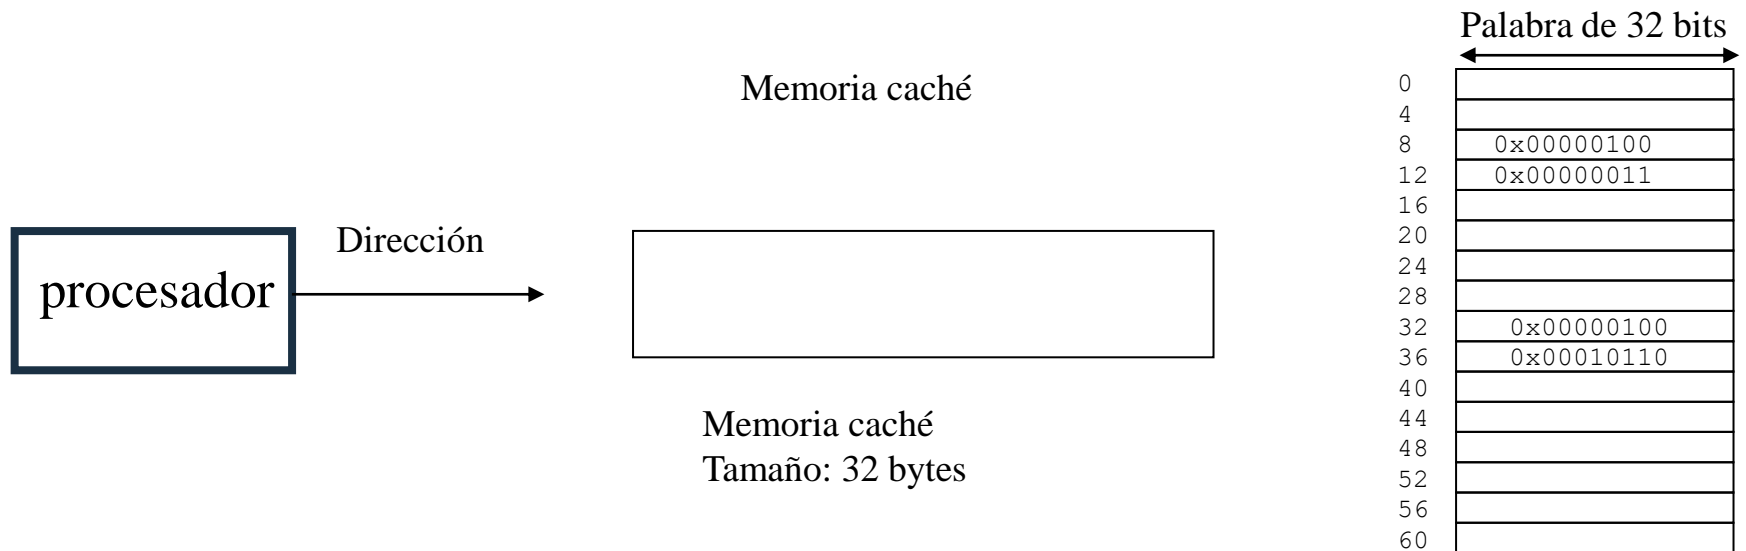 Palabra de 32 bits
Memoria caché
0
4
8 0x00000100
12 0x00000011
16
20
24
28
32 0x00000100
36 0x00010110
40
44
48
52
56
60
Dirección
procesador
Memoria caché
Tamaño: 32 bytes